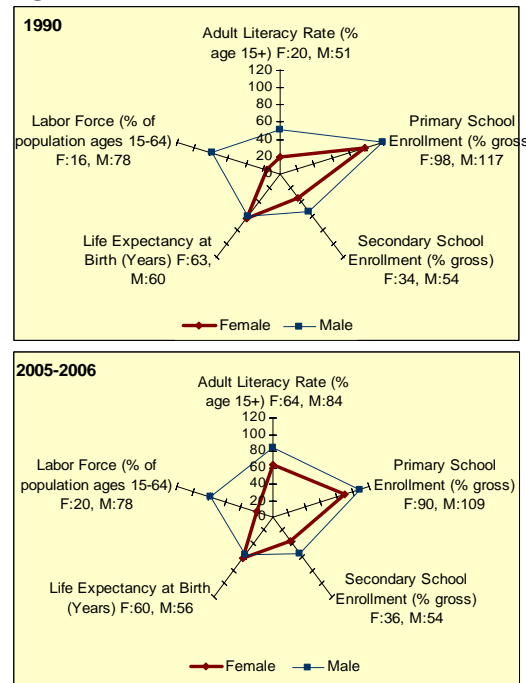 1990
Adult Literacy Rate (%
age 15+) F:20, M:51
120
100
80
60
40
20
0
Labor Force (% of
population ages 15-64)
F:16, M:78
Primary School
Enrollment (% gross
F:98, M:117
Life Expectancy at
Birth (Years) F:63,
M:60
Secondary School
Enrollment (% gross)
F:34, M:54
Female Male
2005-2006
Adult Literacy Rate (%
age 15+) F:64, M:84
120
100
80
60
40
20
0
Labor Force (% of
population ages 15-64)
F:20, M:78
Primary School
Enrollment (% gross)
F:90, M:109
Life Expectancy at Birth
(Years) F:60, M:56
Secondary School
Enrollment (% gross)
F:36, M:54
Female Male